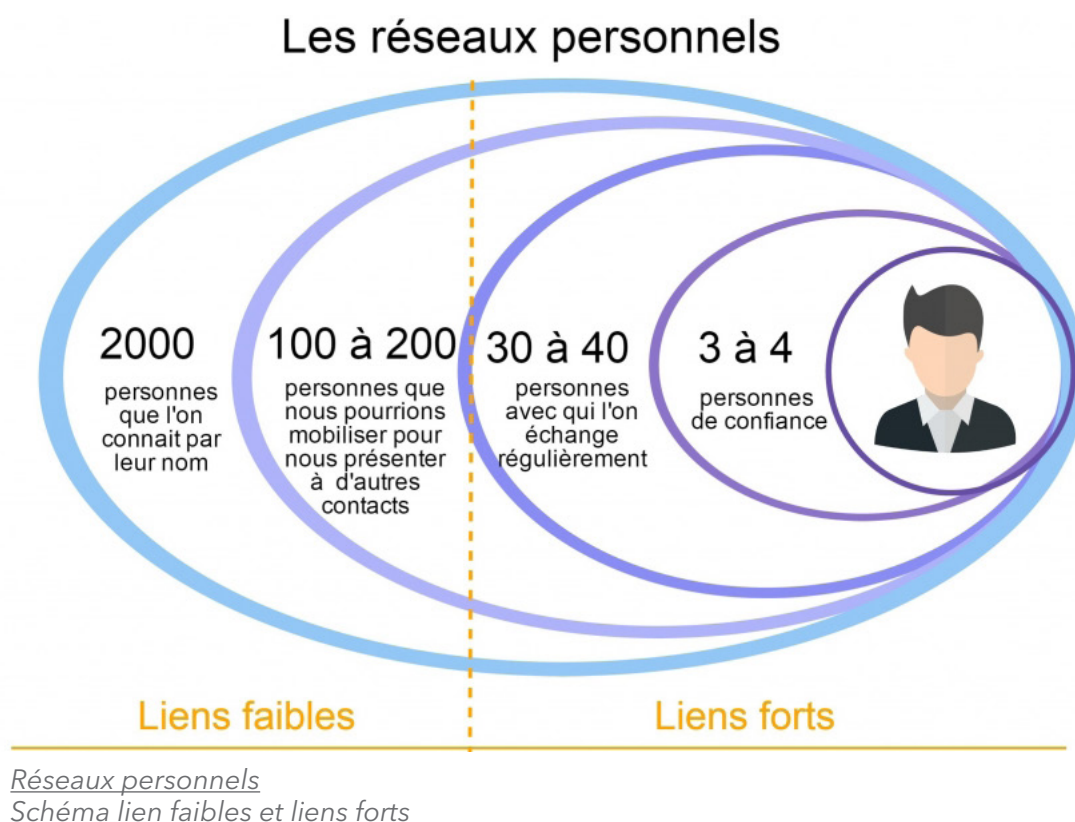 Les réseaux personnels
2000
personnes
que l'on
connait par
leur nom
100 à 200
personnes que
nous pourrions
mobiliser pour
nous présenter
à d'autres
contacts
30 à 40
personnes
avec qui l'on
échange
régulièrement
3 à 4
personnes
de confiance
Liens faibles
Liens forts
Réseaux personnels
Schéma lien faibles et liens forts